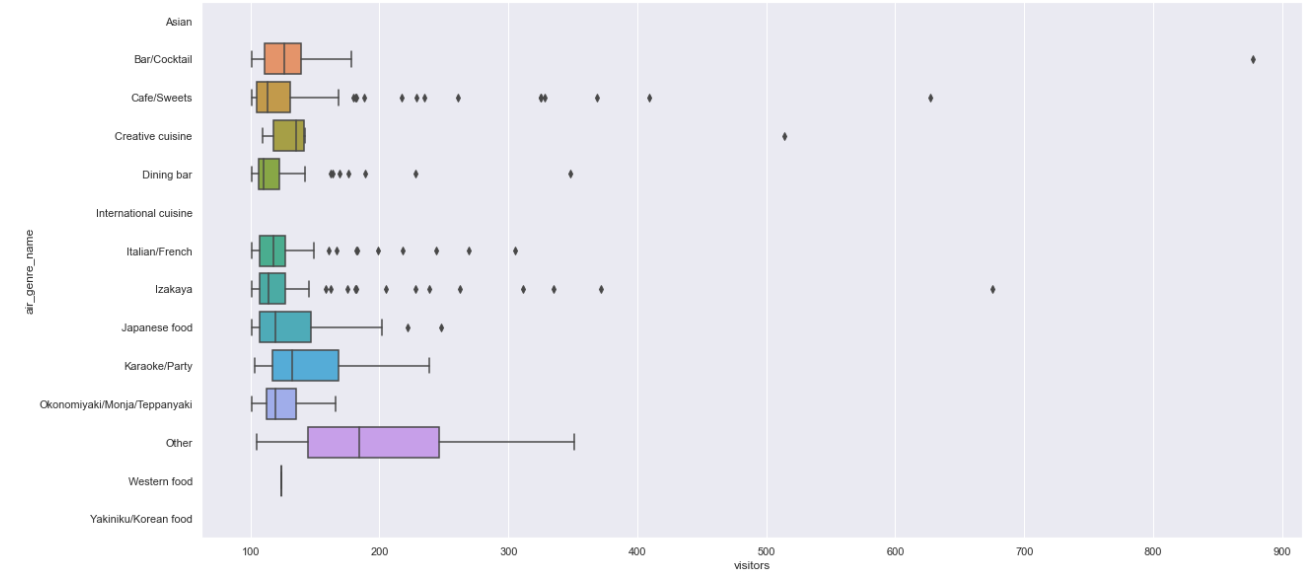 Asian
Bar/Cocktail
Cafe/Sweets
Creative cuisine
Dining bar
International cuisine
Italian/French
Izakaya
Japanese food
Karaoke/Party
Okonomiyaki/Monja/Teppanyaki
Other
Western food
Yakiniku/Korean food
air_genre_name
100 200 300 400 500 600 700 800 900
visitors